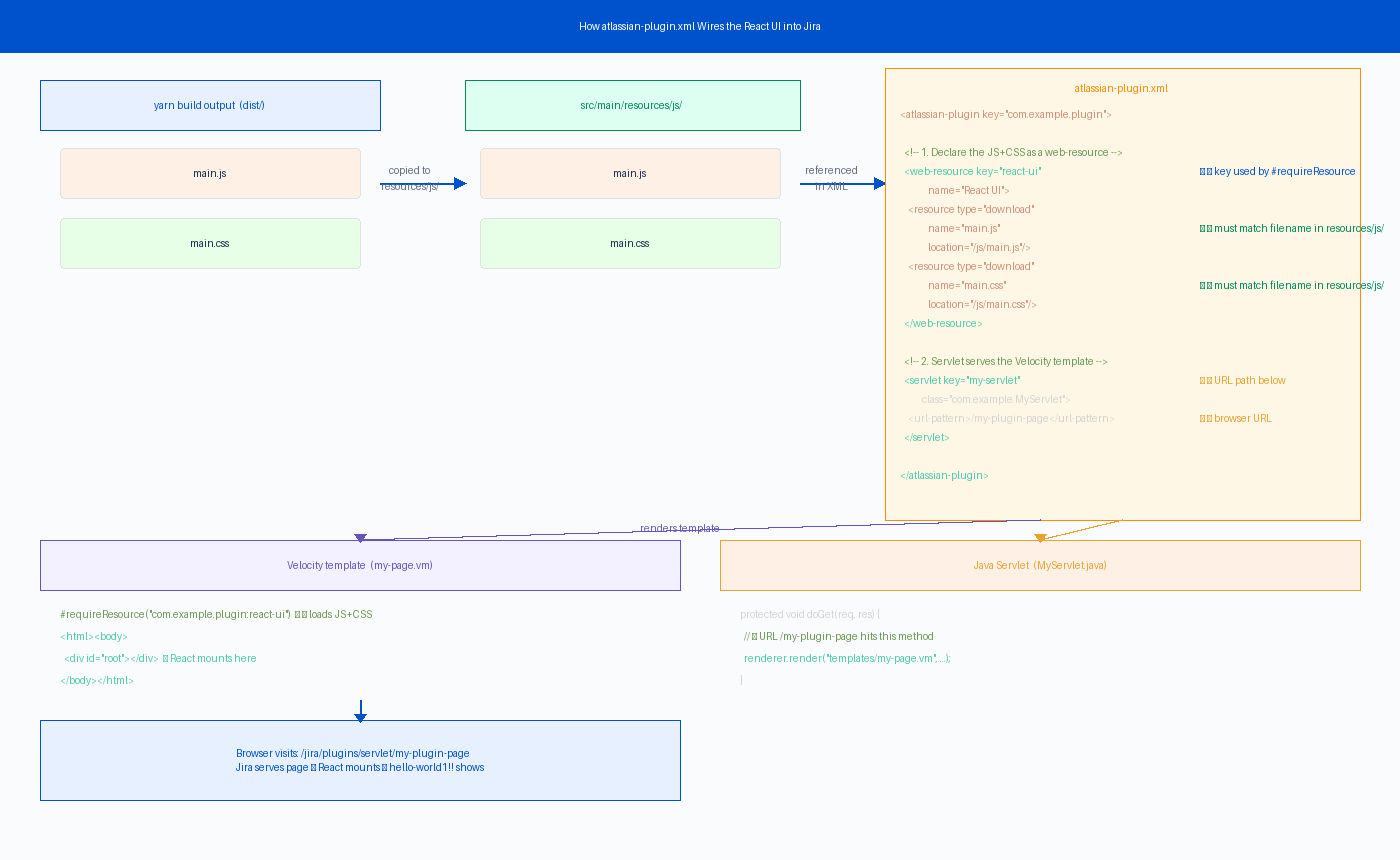 How atlassian-plugin.xml Wires the React UI into Jira
yarn build output (dist/)
main.js
main.css
copied to
resources/js/
src/main/resources/js/
main.js
main.css
referenced
in XML
atlassian-plugin.xml
<atlassian-plugin key="com.example.plugin">
<!-- 1. Declare the JS+CSS as a web-resource -->
<web-resource key="react-ui" key used by #requireResource
name="React UI">
<resource type="download"
name="main.js" must match filename in resources/js/
location="/js/main.js"/>
<resource type="download"
name="main.css" must match filename in resources/js/
location="/js/main.css"/>
</web-resource>
<!-- 2. Servlet serves the Velocity template -->
<servlet key="my-servlet" URL path below
class="com.example.MyServlet">
<url-pattern>/my-plugin-page</url-pattern> browser URL
</servlet>
</atlassian-plugin>
renders template
Velocity template (my-page.vm)
#requireResource("com.example.plugin:react-ui") loads JS+CSS
<html><body>
<div id="root"></div> React mounts here
</body></html>
Java Servlet (MyServlet.java)
protected void doGet(req, res) {
// URL /my-plugin-page hits this method
renderer.render("templates/my-page.vm", ...);
}
Browser visits: /jira/plugins/servlet/my-plugin-page
Jira serves page React mounts hello-world1!! shows